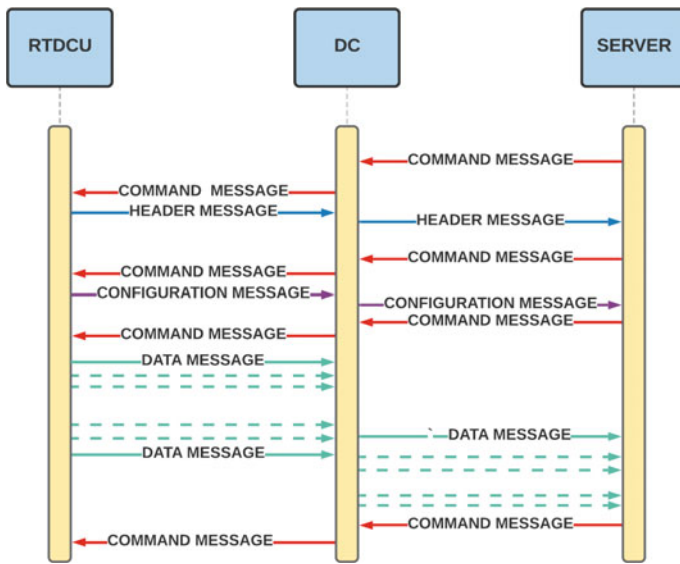 RTDCU
DC
SERVER
COMMAND MESSAGE
COMMAND MESSAGE
HEADER MESSAGE
HEADER MESSAGE
COMMAND MESSAGE
COMMAND MESSAGE
CONFIGURATION MESSAGE
CONFIGURATION MESSAGE
COMMAND MESSAGE
COMMAND MESSAGE
DATA MESSAGE
` DATA MESSAGE
DATA MESSAGE
COMMAND MESSAGE
COMMAND MESSAGE